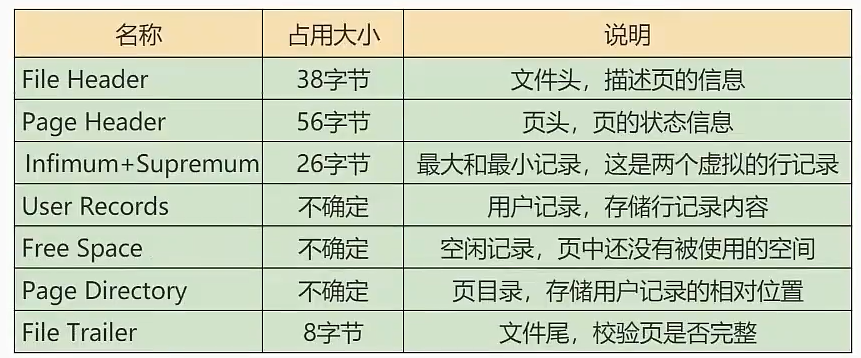 名称 占用大小 说明
File Header 38字节 文件头，描述页的信息
Page Header 56字节 页头，页的状态信息
Infimum+Supremum 26字节 最大和最小记录，这是两个虚拟的行记录
User Records 不确定 用户记录，存储行记录内容
Free Space 不确定 空闲记录，页中还没有被使用的空间
Page Directory 不确定 页目录，存储用户记录的相对位置
File Trailer 8字节 文件尾，校验页是否完整